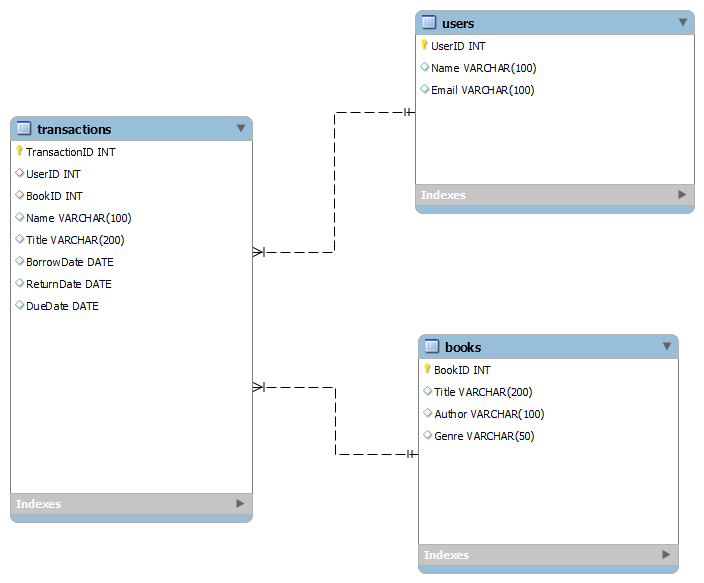 transactions
TransactionID INT
UserID INT
BookID INT
Name VARCHAR(100)
Title VARCHAR(200)
BorrowDate DATE
ReturnDate DATE
DueDate DATE
Indexes
users
UserID INT
Name VARCHAR(100)
Email VARCHAR(100)
Indexes
books
BookID INT
Title VARCHAR(200)
Author VARCHAR(100)
Genre VARCHAR(50)
Indexes